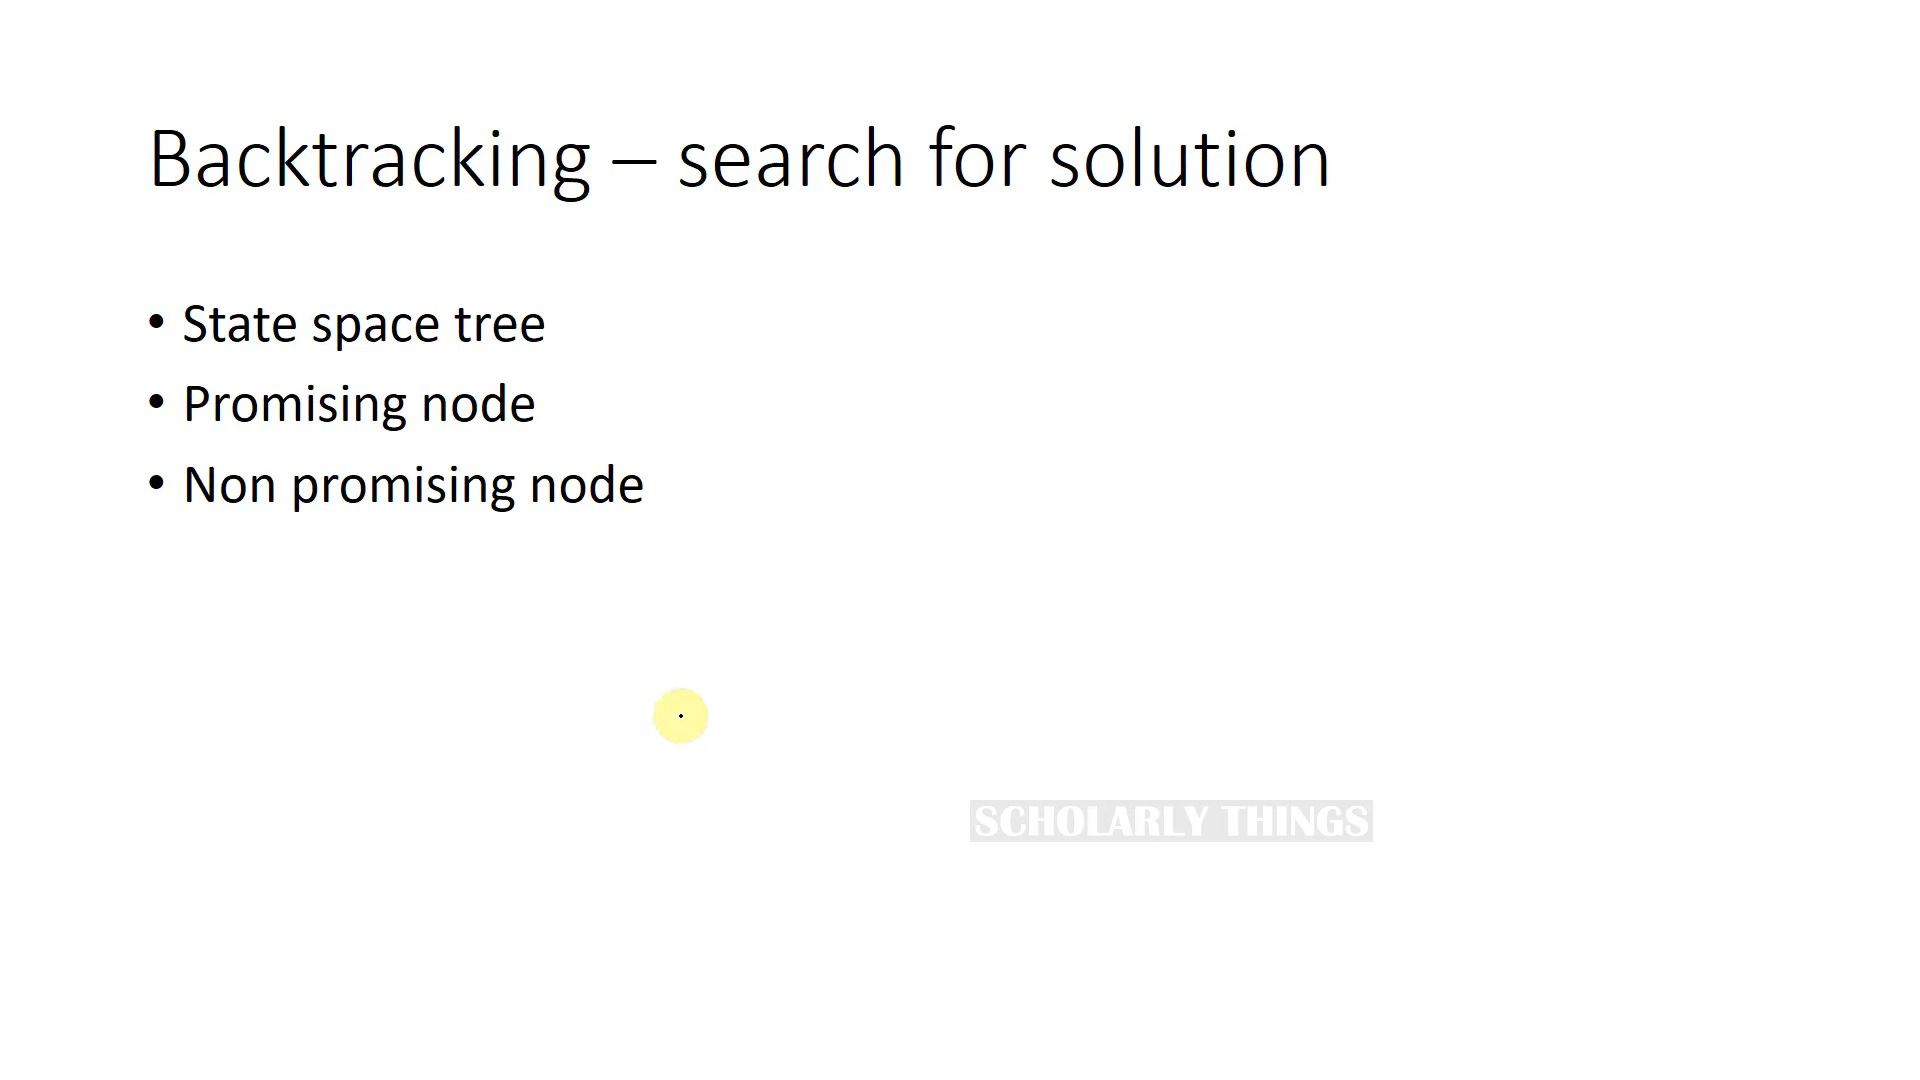 Backtracking – search for solution
• State space tree
• Promising node
• Non promising node
SCHOLARLY THINGS